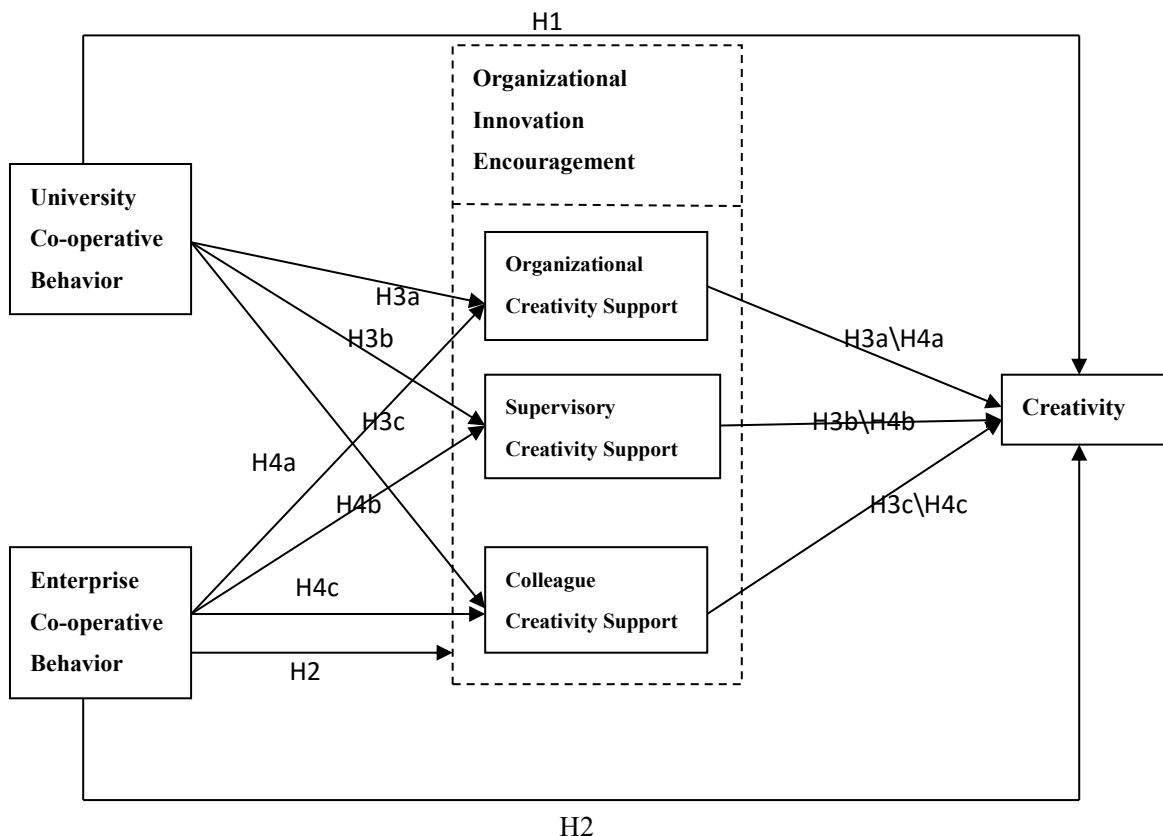 H1
Organizational
Innovation
Encouragement
University
Co-operative
Behavior
Organizational
Creativity Support
H3a
H3b
H3a\H4a
Supervisory
Creativity Support
Creativity
H3c
H3b\H4b
H4a
H4b
H3c\H4c
Enterprise
Co-operative
Behavior
Colleague
Creativity Support
H4c
H2
H2